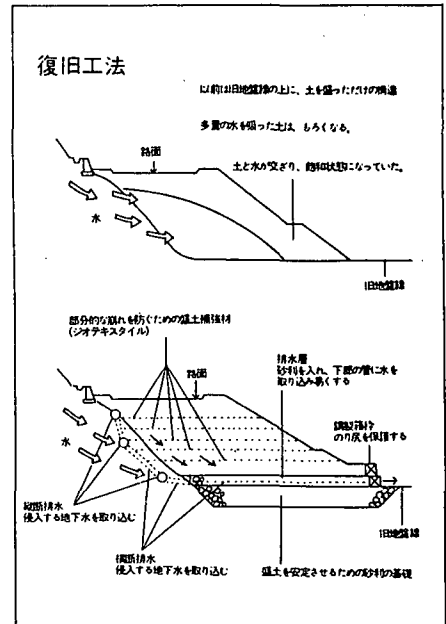 復旧工法
以前は旧地盤線の上に、土を盛っただけの構造
多量の水を吸った土は、もろくなる。
路面
土と水が交ざり、飽和状態になっていた。
水
旧地盤線
部分的な崩れを防ぐための盛土補強材
(ジオテキスタイル)
路面
排水層
砂利を入れ、下部の管に水を
取り込み易くする
鋼製籠枠
のり尻を保護する
水
縦断排水
侵入する地下水を取り込む
旧地盤線
横断排水
侵入する地下水を取り込む
盛土を安定させるための砂利の基礎